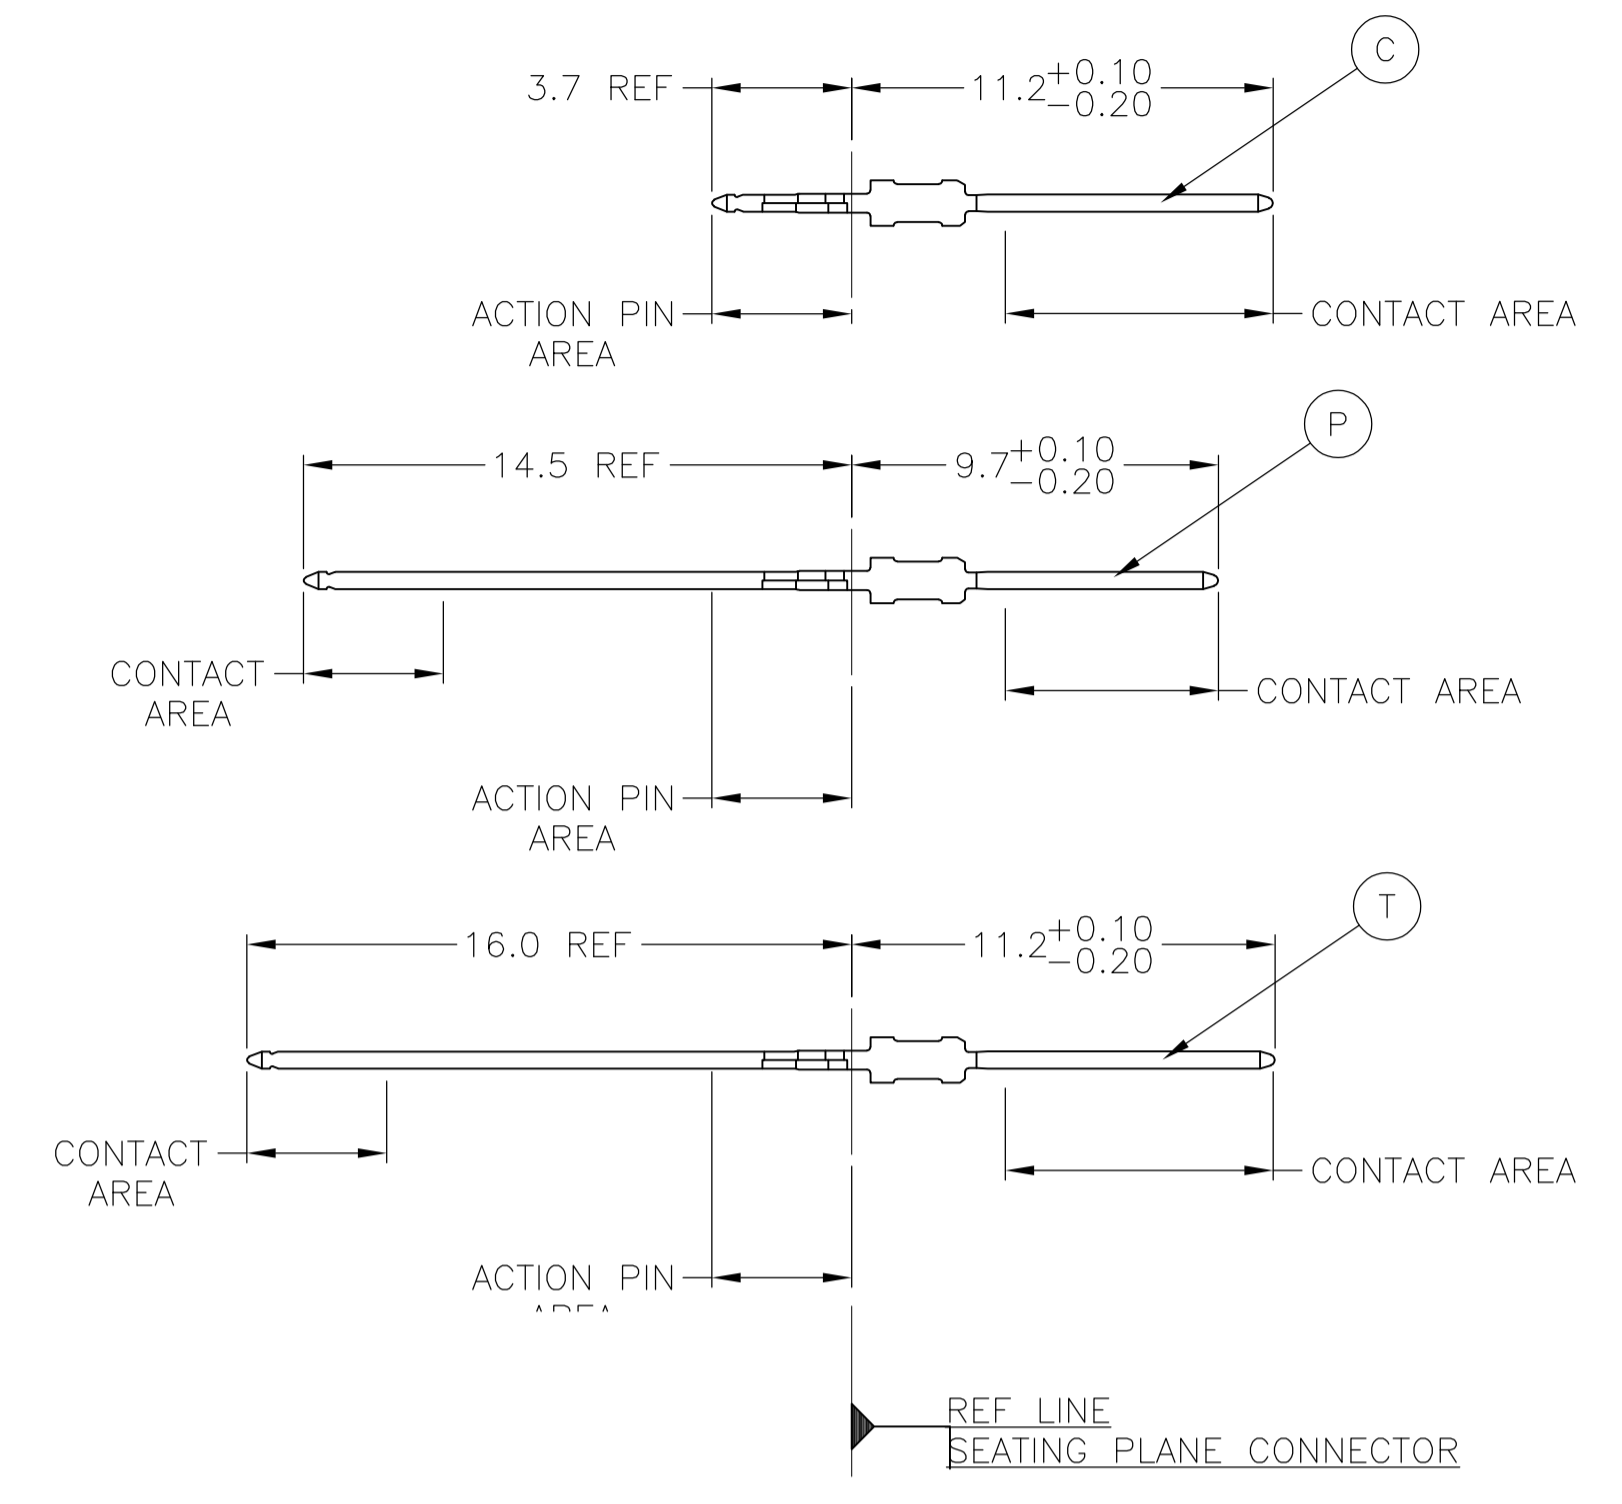 C
3.7 REF
11.2 +0.10
-0.20
ACTION PIN
AREA
CONTACT AREA
P
14.5 REF
9.7 +0.10
-0.20
CONTACT
AREA
CONTACT AREA
ACTION PIN
AREA
T
16.0 REF
11.2 +0.10
-0.20
CONTACT
AREA
CONTACT AREA
ACTION PIN
REF LINE
SEATING PLANE CONNECTOR